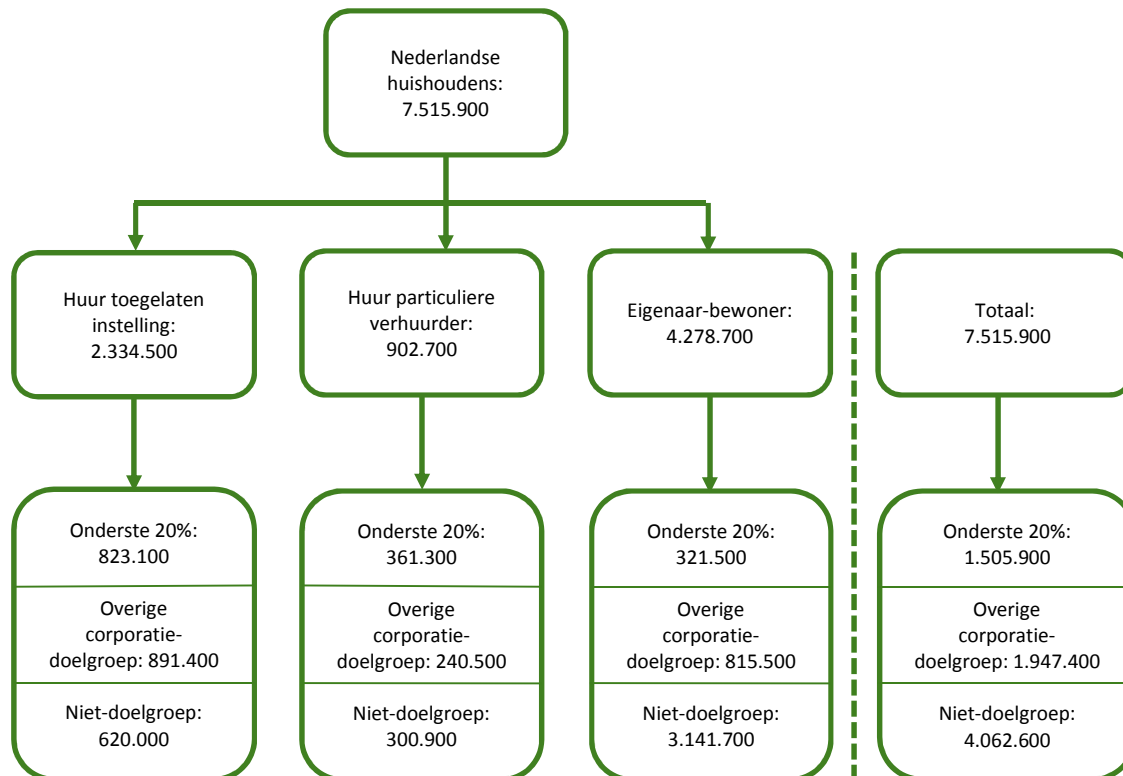 Nederlandse
huishoudens:
7.515.900
Huur toegelaten
instelling:
2.334.500
Huur particuliere
verhuurder:
902.700
Eigenaar-bewoner:
4.278.700
Totaal:
7.515.900
Onderste 20%:
823.100
Overige
corporatie-
doelgroep: 891.400
Niet-doelgroep:
620.000
Onderste 20%:
361.300
Overige
corporatie-
doelgroep: 240.500
Niet-doelgroep:
300.900
Onderste 20%:
321.500
Overige
corporatie-
doelgroep: 815.500
Niet-doelgroep:
3.141.700
Onderste 20%:
1.505.900
Overige
corporatie-
doelgroep: 1.947.400
Niet-doelgroep:
4.062.600